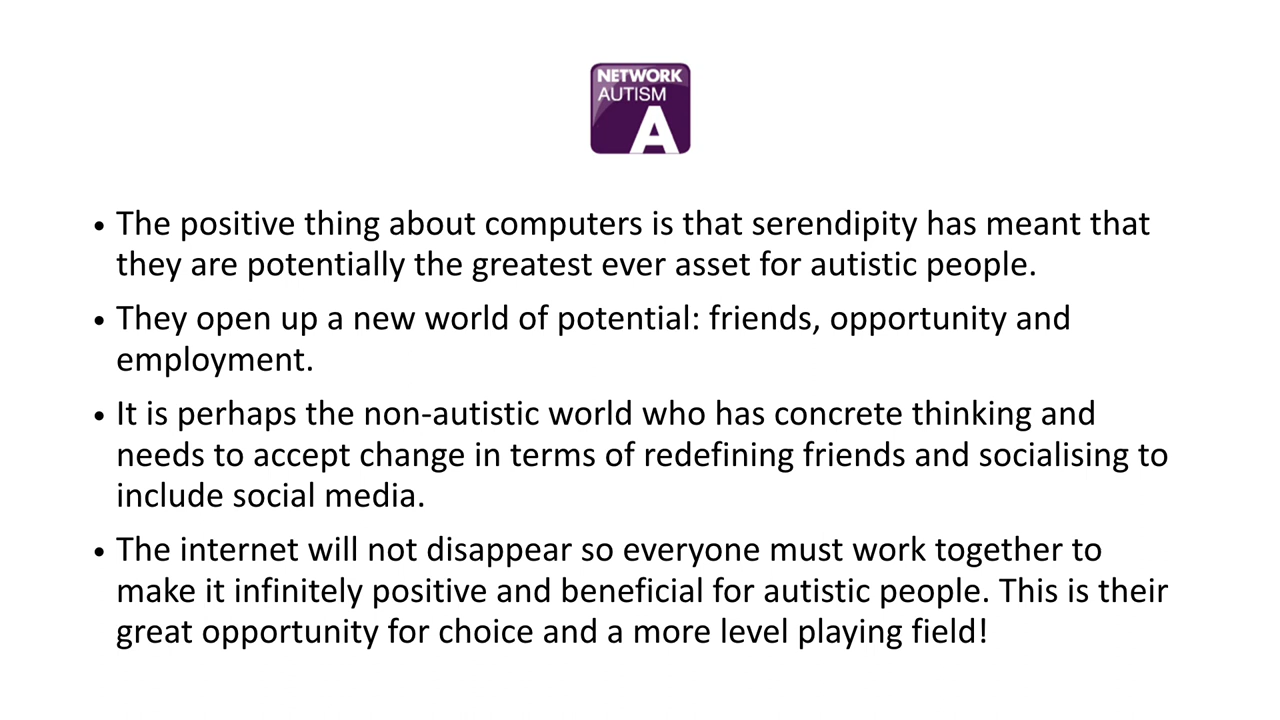 NETWORK
AUTISM
A
• The positive thing about computers is that serendipity has meant that
they are potentially the greatest ever asset for autistic people.
• They open up a new world of potential: friends, opportunity and
employment.
• It is perhaps the non-autistic world who has concrete thinking and
needs to accept change in terms of redefining friends and socialising to
include social media.
• The internet will not disappear so everyone must work together to
make it infinitely positive and beneficial for autistic people. This is their
great opportunity for choice and a more level playing field!